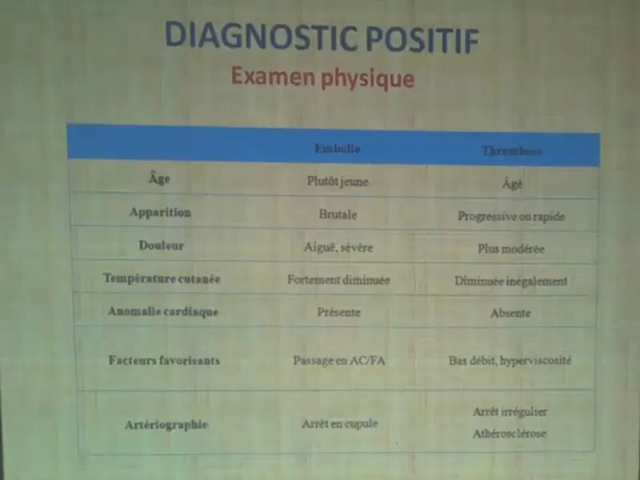 DIAGNOSTIC POSITIF
Examen physique
Embolie Thrombose
Âge Plutôt jeune Âgé
Apparition Brutale Progressive ou rapide
Douleur Aiguë, sévère Plus modérée
Température cutanée Fortement diminuée Diminuée inégalement
Anomalie cardiaque Présente Absente
Facteurs favorisants Passage en AC/FA Bas débit, hyperviscosité
Artériographie Arrêt en cupule Arrêt irrégulier
Athérosclérose